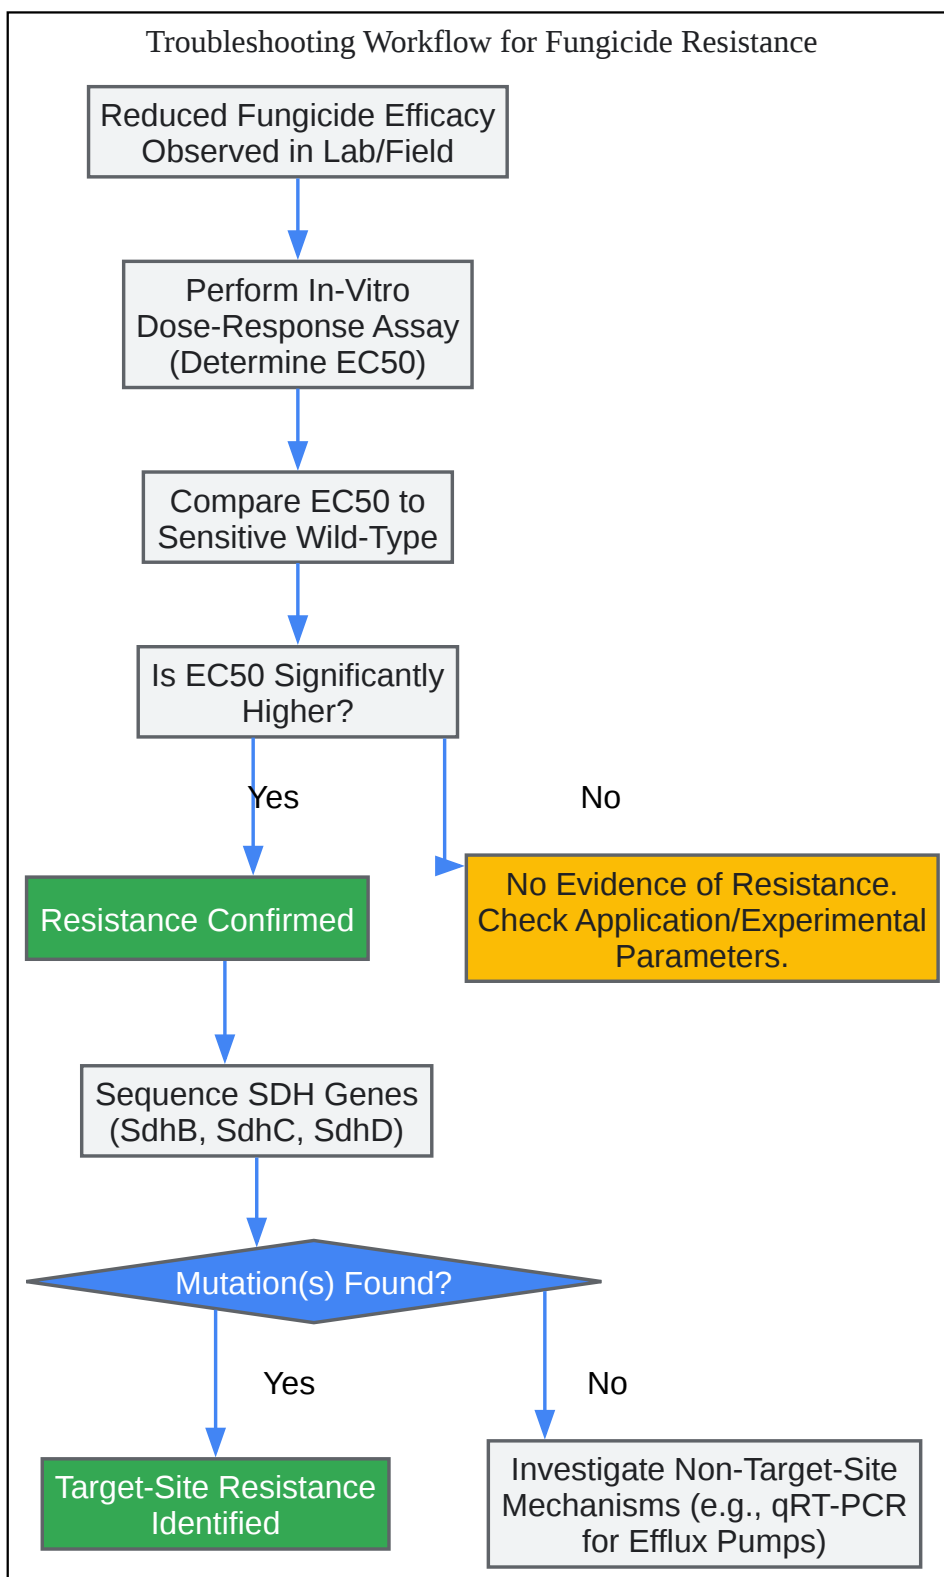 Troubleshooting Workflow for Fungicide Resistance
Reduced Fungicide Efficacy
Observed in Lab/Field
Perform In-Vitro
Dose-Response Assay
(Determine EC50)
Compare EC50 to
Sensitive Wild-Type
Is EC50 Significantly
Higher?
Yes
No
Resistance Confirmed
No Evidence of Resistance.
Check Application/Experimental
Parameters.
Sequence SDH Genes
(SdhB, SdhC, SdhD)
Mutation(s) Found?
Yes
No
Target-Site Resistance
Identified
Investigate Non-Target-Site
Mechanisms (e.g., qRT-PCR
for Efflux Pumps)